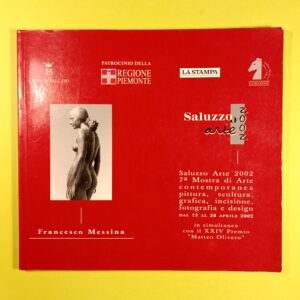 PATROCINIO DELLA
REGIONE
PIEMONTE
LA STAMPA
Saluzzo
arte
2002
Saluzzo Arte 2002
7ª Mostra di Arte
contemporanea
pittura, scultura,
grafica, incisione,
fotografia e design
DAL 13 AL 28 APRILE 2002
in simultanea
con il XXIV Premio
"Matteo Olivero"
Francesco Messina